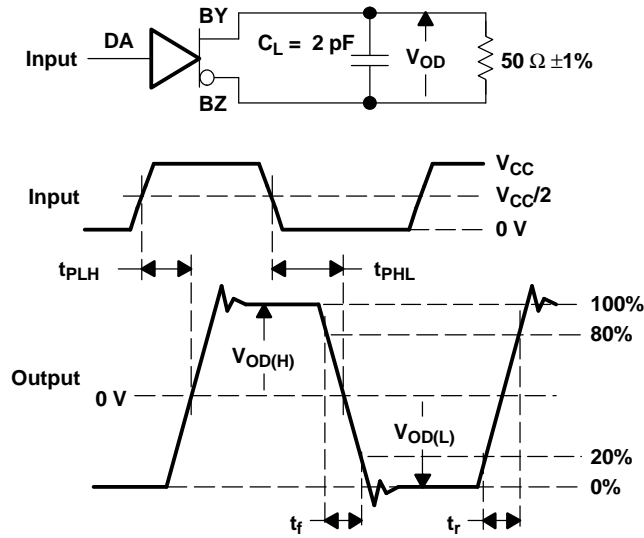 BY
DA
Input
C_L = 2 pF
V_OD
50 Ω ±1%
BZ
V_CC
Input
V_CC/2
0 V
t_PLH
t_PHL
100%
80%
V_OD(H)
Output
0 V
V_OD(L)
20%
0%
t_f
t_r